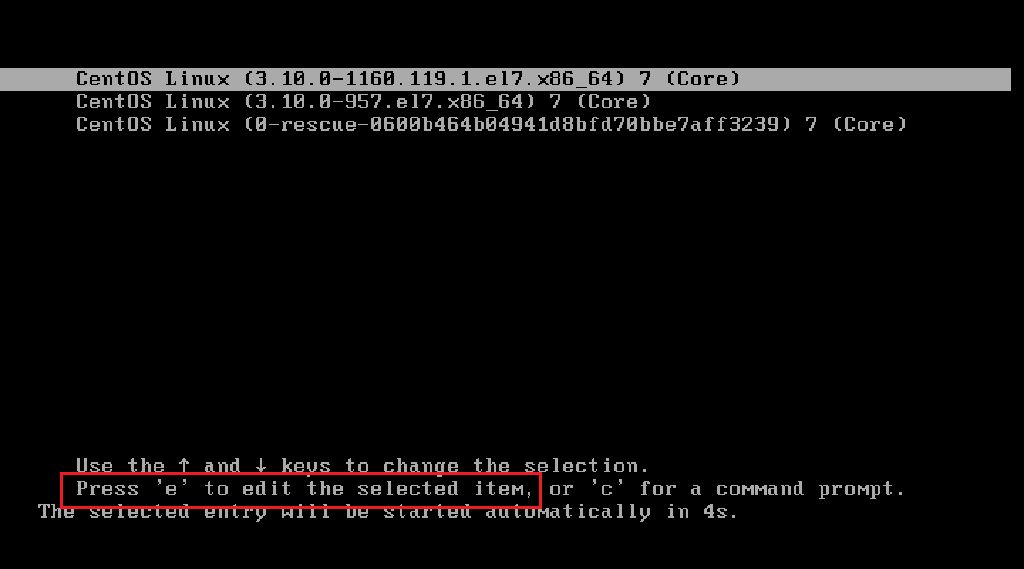 CentOS Linux (3.10.0-1160.119.1.el7.x86_64) 7 (Core)
CentOS Linux (3.10.0-957.el7.x86_64) 7 (Core)
CentOS Linux (0-rescue-0600b464b04941d8bfd70bbe7aff3239) 7 (Core)
Use the ↑ and ↓ keys to change the selection.
Press 'e' to edit the selected item, or 'c' for a command prompt.
The selected entry will be started automatically in 4s.